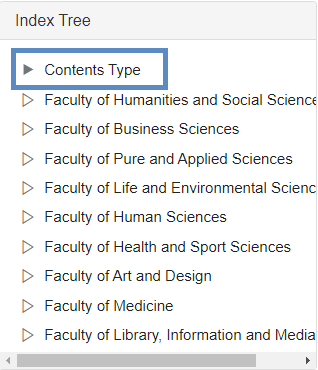 Index Tree
Contents Type
Faculty of Humanities and Social Science
Faculty of Business Sciences
Faculty of Pure and Applied Sciences
Faculty of Life and Environmental Scienc
Faculty of Human Sciences
Faculty of Health and Sport Sciences
Faculty of Art and Design
Faculty of Medicine
Faculty of Library, Information and Media